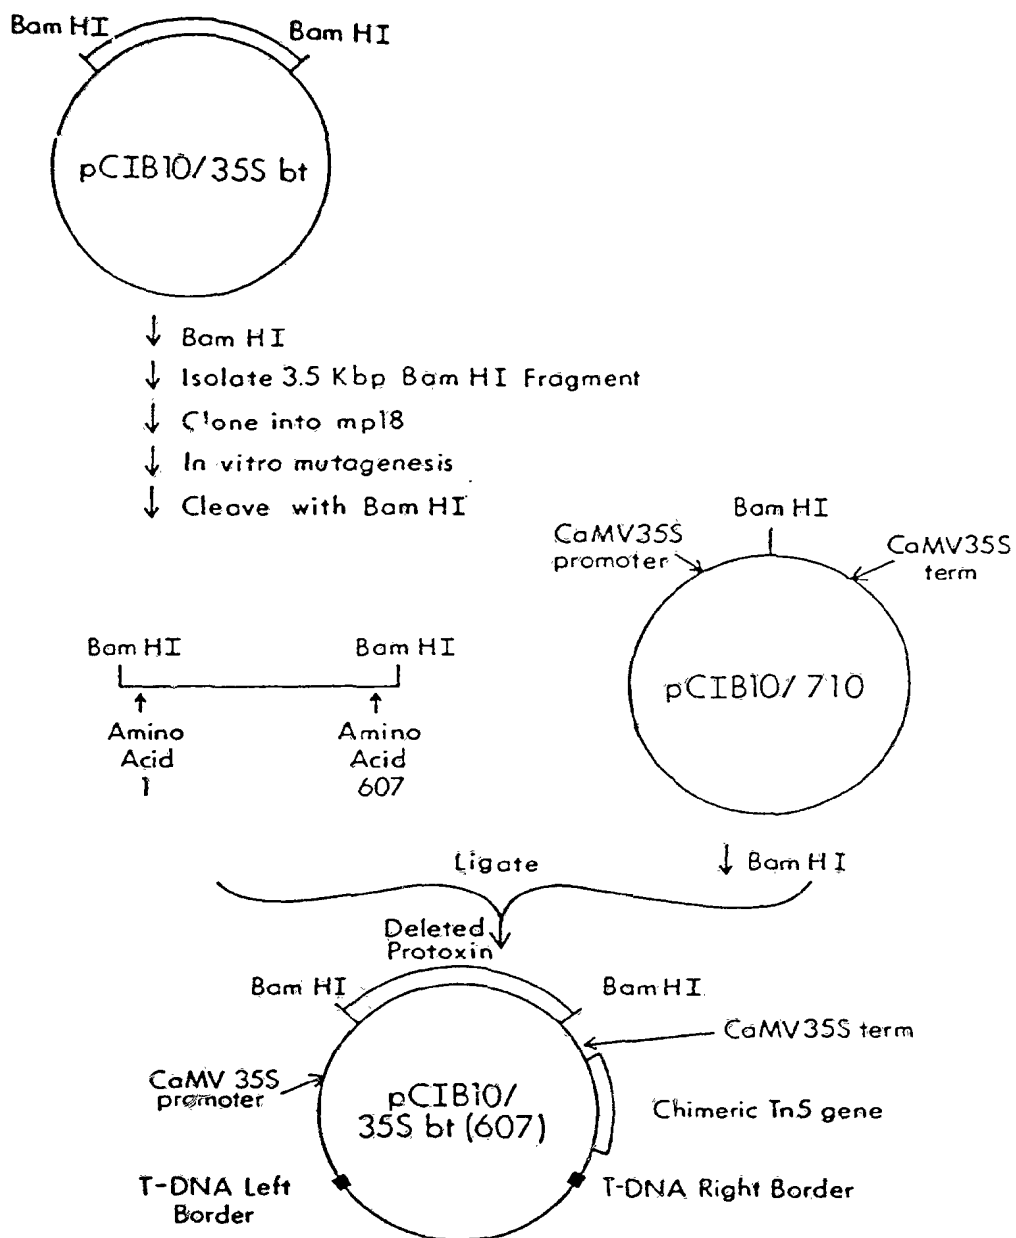 Bam HI
Bam HI
pCIB10/35S bt
↓ Bam HI
↓ Isolate 3.5 Kbp Bam HI Fragment
↓ Clone into mp18
↓ In vitro mutagenesis
↓ Cleave with Bam HI
Bam HI
CaMV35S
promoter
CaMV35S
term
pCIB10/710
Bam HI
Bam HI
Amino
Acid
1
Amino
Acid
607
Ligate
↓ Bam HI
Deleted
Protoxin
Bam HI
Bam HI
CaMV35S term
CaMV 35S
promoter
pCIB10/
35S bt (607)
Chimeric Tn5 gene
T-DNA Left
Border
T-DNA Right Border